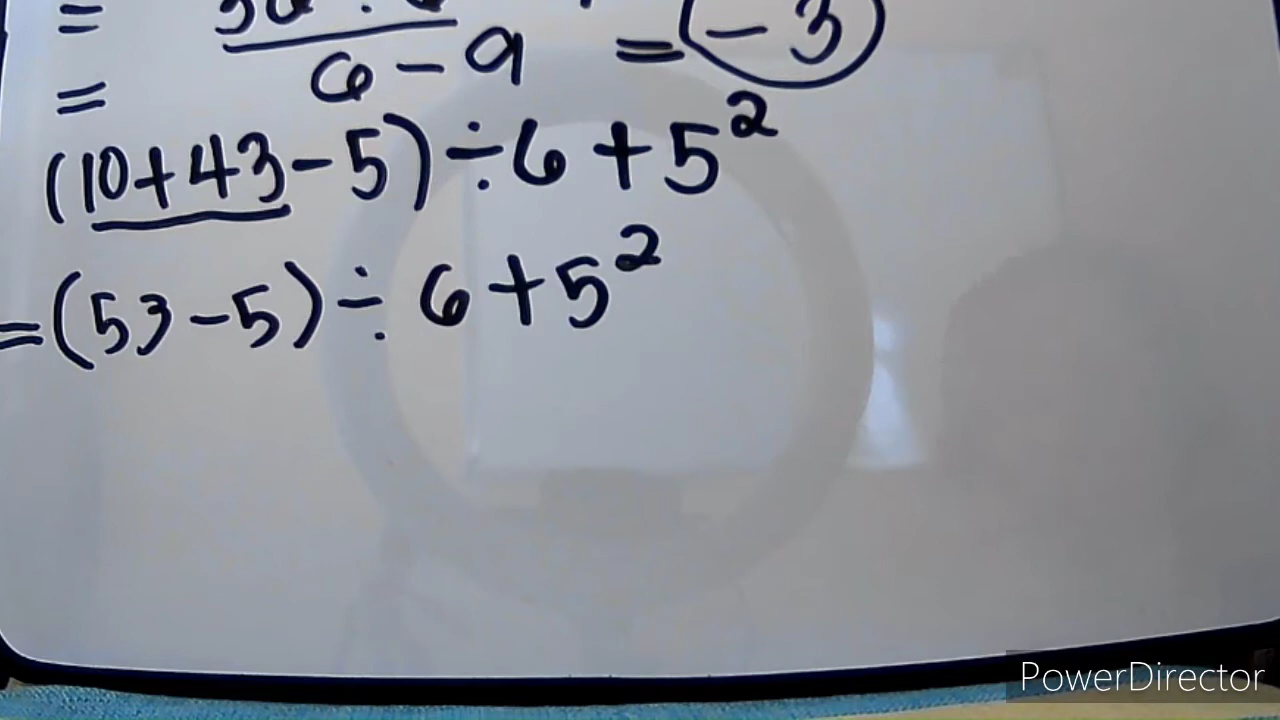 =
= 6 - 9 = -3
(10+43-5) ÷ 6 + 5²
= (53-5) ÷ 6 + 5²
PowerDirector